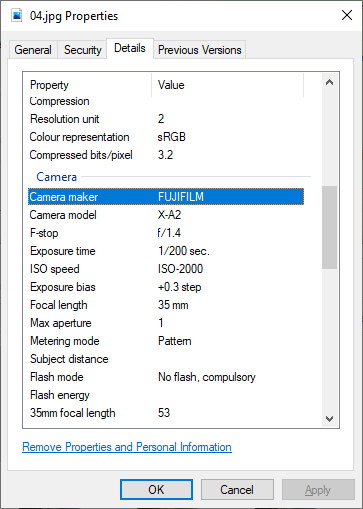 04.jpg Properties
General Security Details Previous Versions
Property Value
Compression
Resolution unit 2
Colour representation sRGB
Compressed bits/pixel 3.2
Camera
Camera maker FUJIFILM
Camera model X-A2
F-stop f/1.4
Exposure time 1/200 sec.
ISO speed ISO-2000
Exposure bias +0.3 step
Focal length 35 mm
Max aperture 1
Metering mode Pattern
Subject distance
Flash mode No flash, compulsory
Flash energy
35mm focal length 53
Remove Properties and Personal Information
OK Cancel Apply